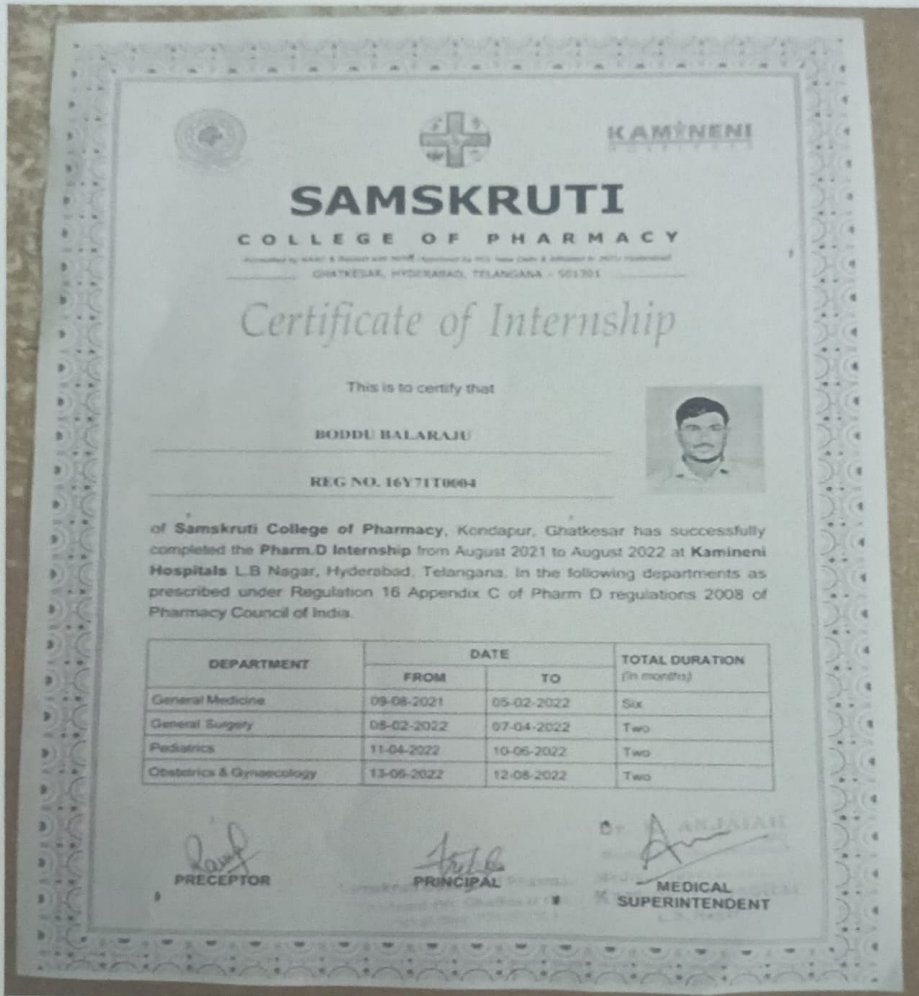 KAMINENI
HOSPITALS
SAMSKRUTI
COLLEGE OF PHARMACY
GHATKESAR, HYDERABAD, TELANGANA - 501301
Certificate of Internship
This is to certify that
BODDU BALARAJU
REG NO. 16Y71T0004
of Samskruti College of Pharmacy, Kondapur, Ghatkesar has successfully
completed the Pharm.D Internship from August 2021 to August 2022 at Kamineni
Hospitals L.B Nagar, Hyderabad, Telangana. In the following departments as
prescribed under Regulation 16 Appendix C of Pharm D regulations 2008 of
Pharmacy Council of India.
DEPARTMENT DATE TOTAL DURATION
FROM TO (in months)
General Medicine 09-08-2021 05-02-2022 Six
General Surgery 08-02-2022 07-04-2022 Two
Pediatrics 11-04-2022 10-06-2022 Two
Obstetrics & Gynaecology 13-06-2022 12-08-2022 Two
Dr. ANJAIAH
PRECEPTOR PRINCIPAL MEDICAL
SUPERINTENDENT